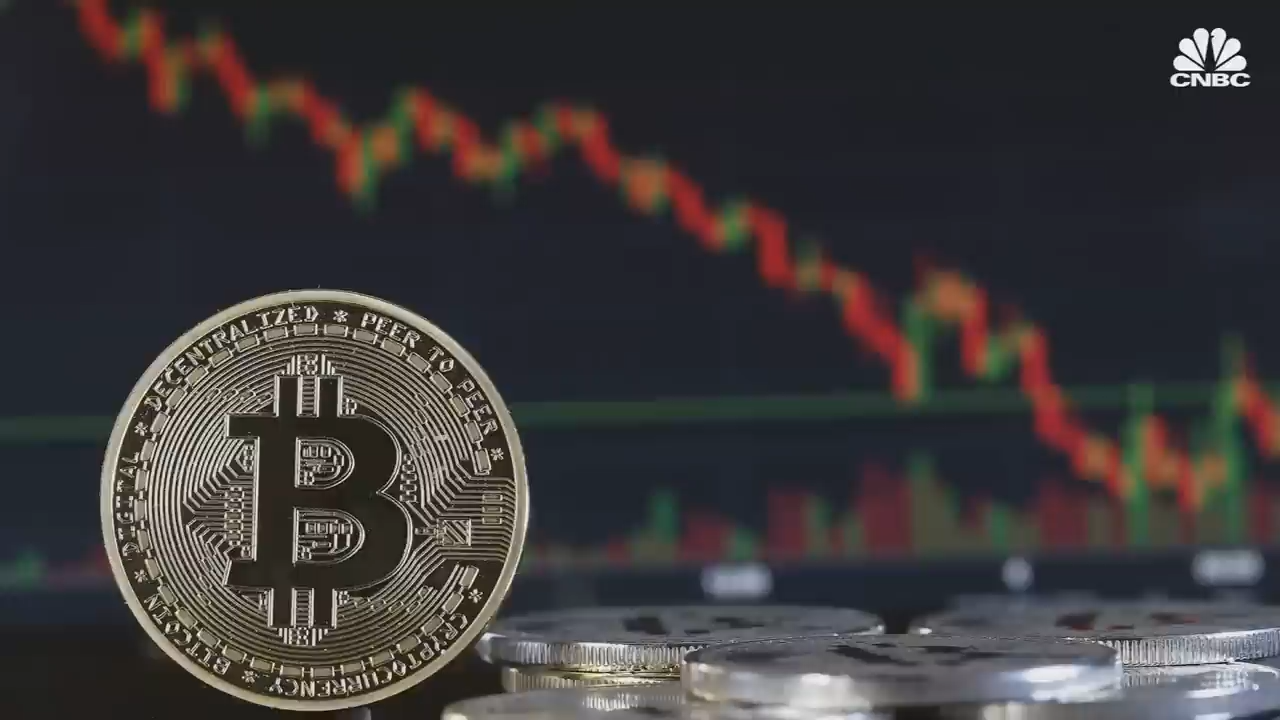 CNBC
* DECENTRALIZED * PEER TO PEER * CRYPTOCURRENCY * BITCOIN * DIGITAL